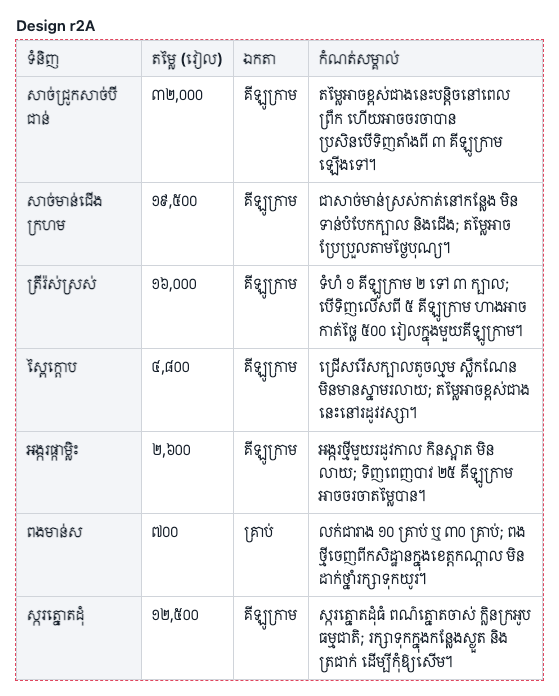 Design r2A
ទំនិញ តម្លៃ (រៀល) ឯកតា កំណត់សម្គាល់
សាច់ជ្រូកសាច់បី ៣២,០០០ គីឡូក្រាម តម្លៃអាចខ្ពស់ជាងនេះបន្តិចនៅពេល
ជាន់ ព្រឹក ហើយអាចចរចាបាន
ប្រសិនបើទិញតាំងពី ៣ គីឡូក្រាម
ឡើងទៅ។
សាច់មាន់ជើង ១៩,៥០០ គីឡូក្រាម ជាសាច់មាន់ស្រស់កាត់នៅកន្លែង មិន
ក្រហម ទាន់បំបែកក្បាល និងជើង; តម្លៃអាច
ប្រែប្រួលតាមថ្ងៃបុណ្យ។
ត្រីរ៉ស់ស្រស់ ១៦,០០០ គីឡូក្រាម ទំហំ ១ គីឡូក្រាម ២ ទៅ ៣ ក្បាល;
បើទិញលើសពី ៥ គីឡូក្រាម ហាងអាច
កាត់ថ្លៃ ៥០០ រៀលក្នុងមួយគីឡូក្រាម។
ស្ពៃក្តោប ៤,៨០០ គីឡូក្រាម ជ្រើសរើសក្បាលតូចល្មម ស្លឹកណែន
មិនមានស្នាមរលាយ; តម្លៃអាចខ្ពស់ជាង
នេះនៅរដូវវស្សា។
អង្ករផ្កាម្លិះ ២,៦០០ គីឡូក្រាម អង្ករថ្មីមួយរដូវកាល កិនស្អាត មិន
លាយ; ទិញពេញបាវ ២៥ គីឡូក្រាម
អាចចរចាតម្លៃបាន។
ពងមាន់ស ៧០០ គ្រាប់ លក់ជារាង ១០ គ្រាប់ ឬ ៣០ គ្រាប់; ពង
ថ្មីចេញពីកសិដ្ឋានក្នុងខេត្តកណ្តាល មិន
ដាក់ថ្នាំរក្សាទុកយូរ។
ស្ករត្នោតដុំ ១២,៥០០ គីឡូក្រាម ស្ករត្នោតដុំធំ ពណ៌ត្នោតចាស់ ក្លិនក្រអូប
ធម្មជាតិ; រក្សាទុកក្នុងកន្លែងស្ងួត និង
ត្រជាក់ ដើម្បីកុំឱ្យសើម។